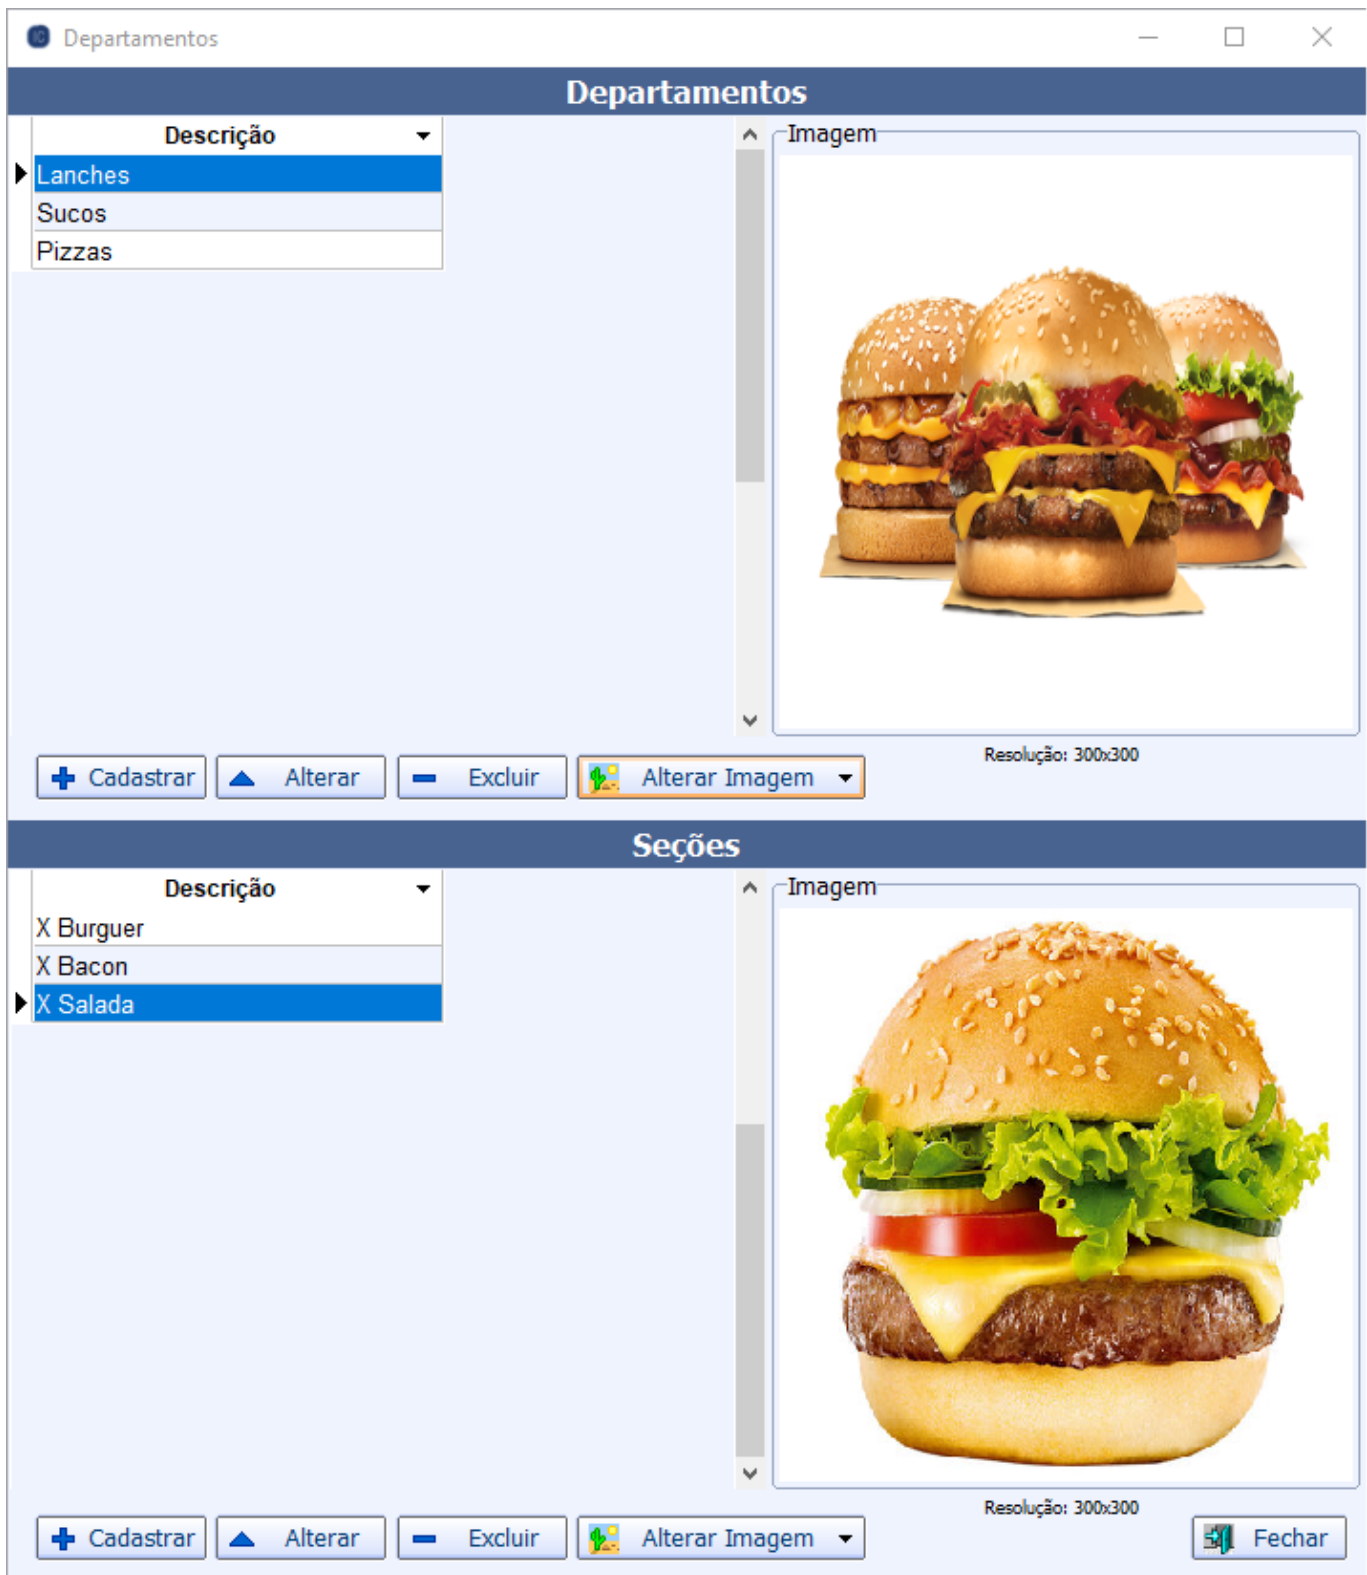 Departamentos
Departamentos
Descrição
Lanches
Sucos
Pizzas
Imagem
Resolução: 300x300
Cadastrar
Alterar
Excluir
Alterar Imagem
Seções
Descrição
X Burguer
X Bacon
X Salada
Imagem
Resolução: 300x300
Cadastrar
Alterar
Excluir
Alterar Imagem
Fechar